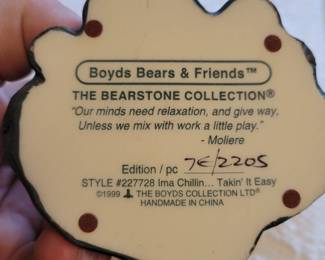 Boyds Bears & Friends™
THE BEARSTONE COLLECTION®
"Our minds need relaxation, and give way,
Unless we mix with work a little play."
- Moliere
Edition / pc 7E/2205
STYLE #227728 Ima Chillin... Takin' It Easy
©1999 THE BOYDS COLLECTION LTD®
HANDMADE IN CHINA